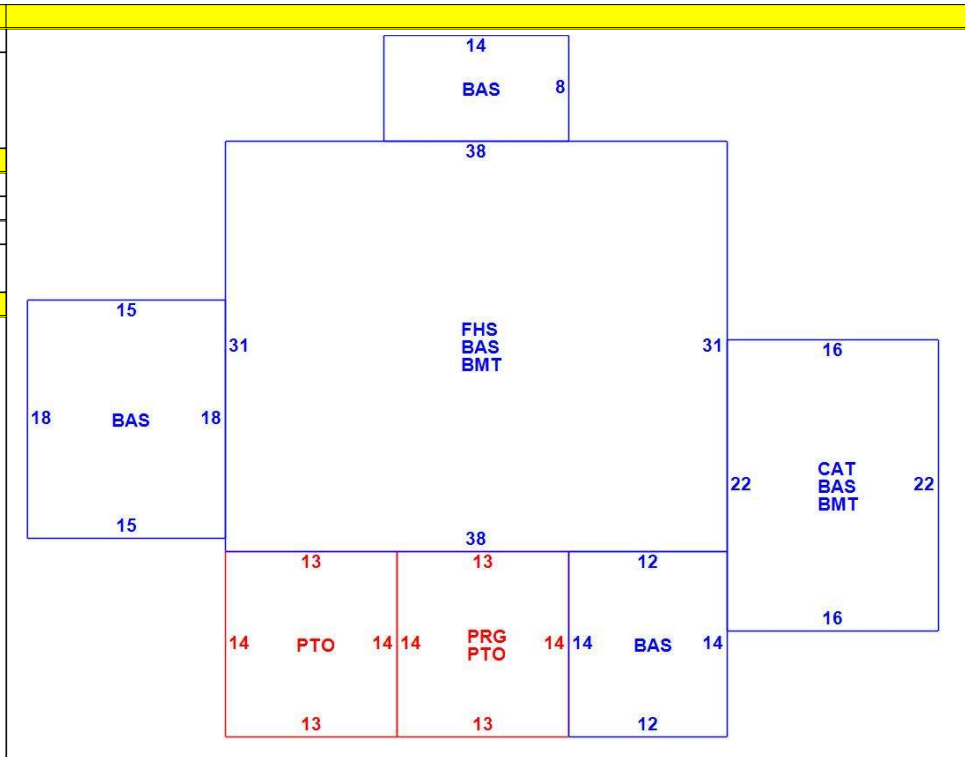 14
BAS 8
38
15
31
FHS
BAS
BMT
31
16
18 BAS 18
22
CAT
BAS
BMT
22
15
38
13 13 12
16
14 PTO 14
14
PRG
PTO
14
14 BAS 14
13 13 12